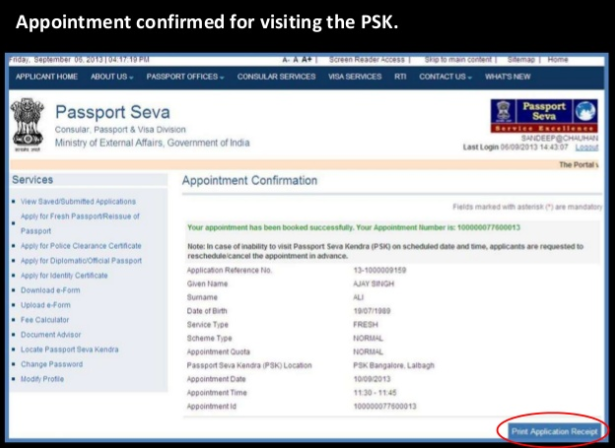 Appointment confirmed for visiting the PSK.
Friday, September 06, 2013 | 04:17:19 PM A- A A+ | Screen Reader Access | Skip to main content | Sitemap | Home
APPLICANT HOME ABOUT US PASSPORT OFFICES CONSULAR SERVICES VISA SERVICES RTI CONTACT US WHAT'S NEW
Passport Seva
Consular, Passport & Visa Division
Ministry of External Affairs, Government of India
Passport
Seva
Service Excellence
SANDEEP@CHAUHAN
Last Login 06/09/2013 14:43:07 Logout
The Portal
Services
View Saved/Submitted Applications
Apply for Fresh Passport/Reissue of
Passport
Apply for Police Clearance Certificate
Apply for Diplomatic/Official Passport
Apply for Identity Certificate
Download e-Form
Upload e-Form
Fee Calculator
Document Advisor
Locate Passport Seva Kendra
Change Password
Modify Profile
Appointment Confirmation
Fields marked with asterisk (*) are mandatory
Your appointment has been booked successfully. Your Appointment Number is: 100000077600013
Note: In case of inability to visit Passport Seva Kendra (PSK) on scheduled date and time, applicants are requested to
reschedule/cancel the appointment in advance.
Application Reference No. 13-1000009159
Given Name AJAY SINGH
Surname ALI
Date of Birth 19/07/1989
Service Type FRESH
Scheme Type NORMAL
Appointment Quota NORMAL
Passport Seva Kendra (PSK) Location PSK Bangalore, Lalbagh
Appointment Date 10/09/2013
Appointment Time 11:30 - 11:45
Appointment Id 100000077600013
Print Application Receipt